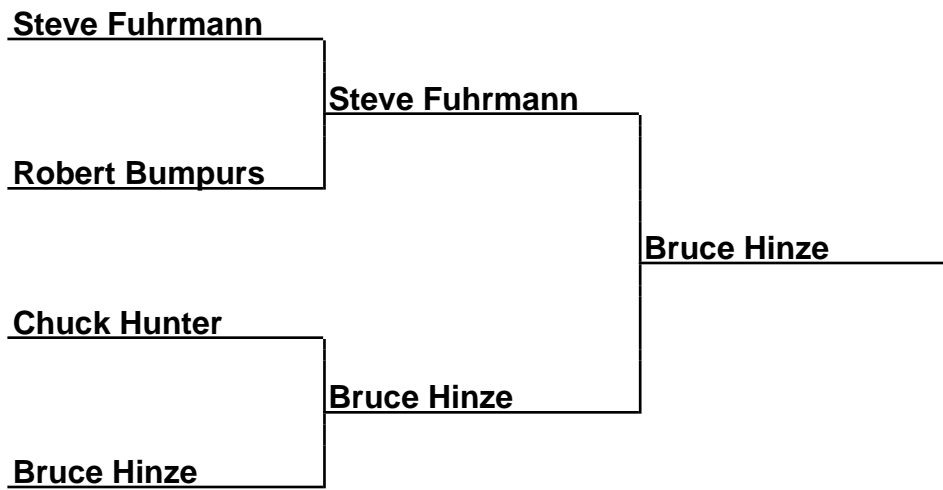 Steve Fuhrmann
Steve Fuhrmann
Robert Bumpurs
Bruce Hinze
Chuck Hunter
Bruce Hinze
Bruce Hinze